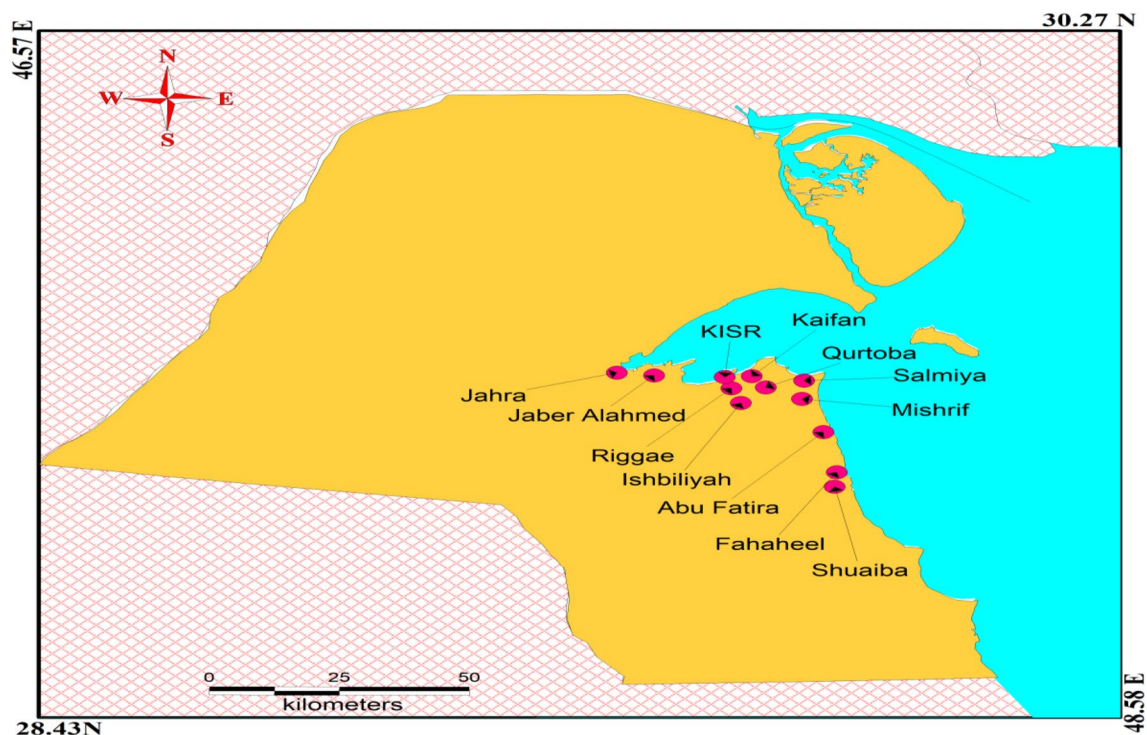 30.27 N
46.57 E
N
W E
S
KISR
Kaifan
Qurtoba
Salmiya
Mishrif
Jahra
Jaber Alahmed
Riggae
Ishbiliyah
Abu Fatira
Fahaheel
Shuaiba
0 25 50
kilometers
28.43N
48.58 E